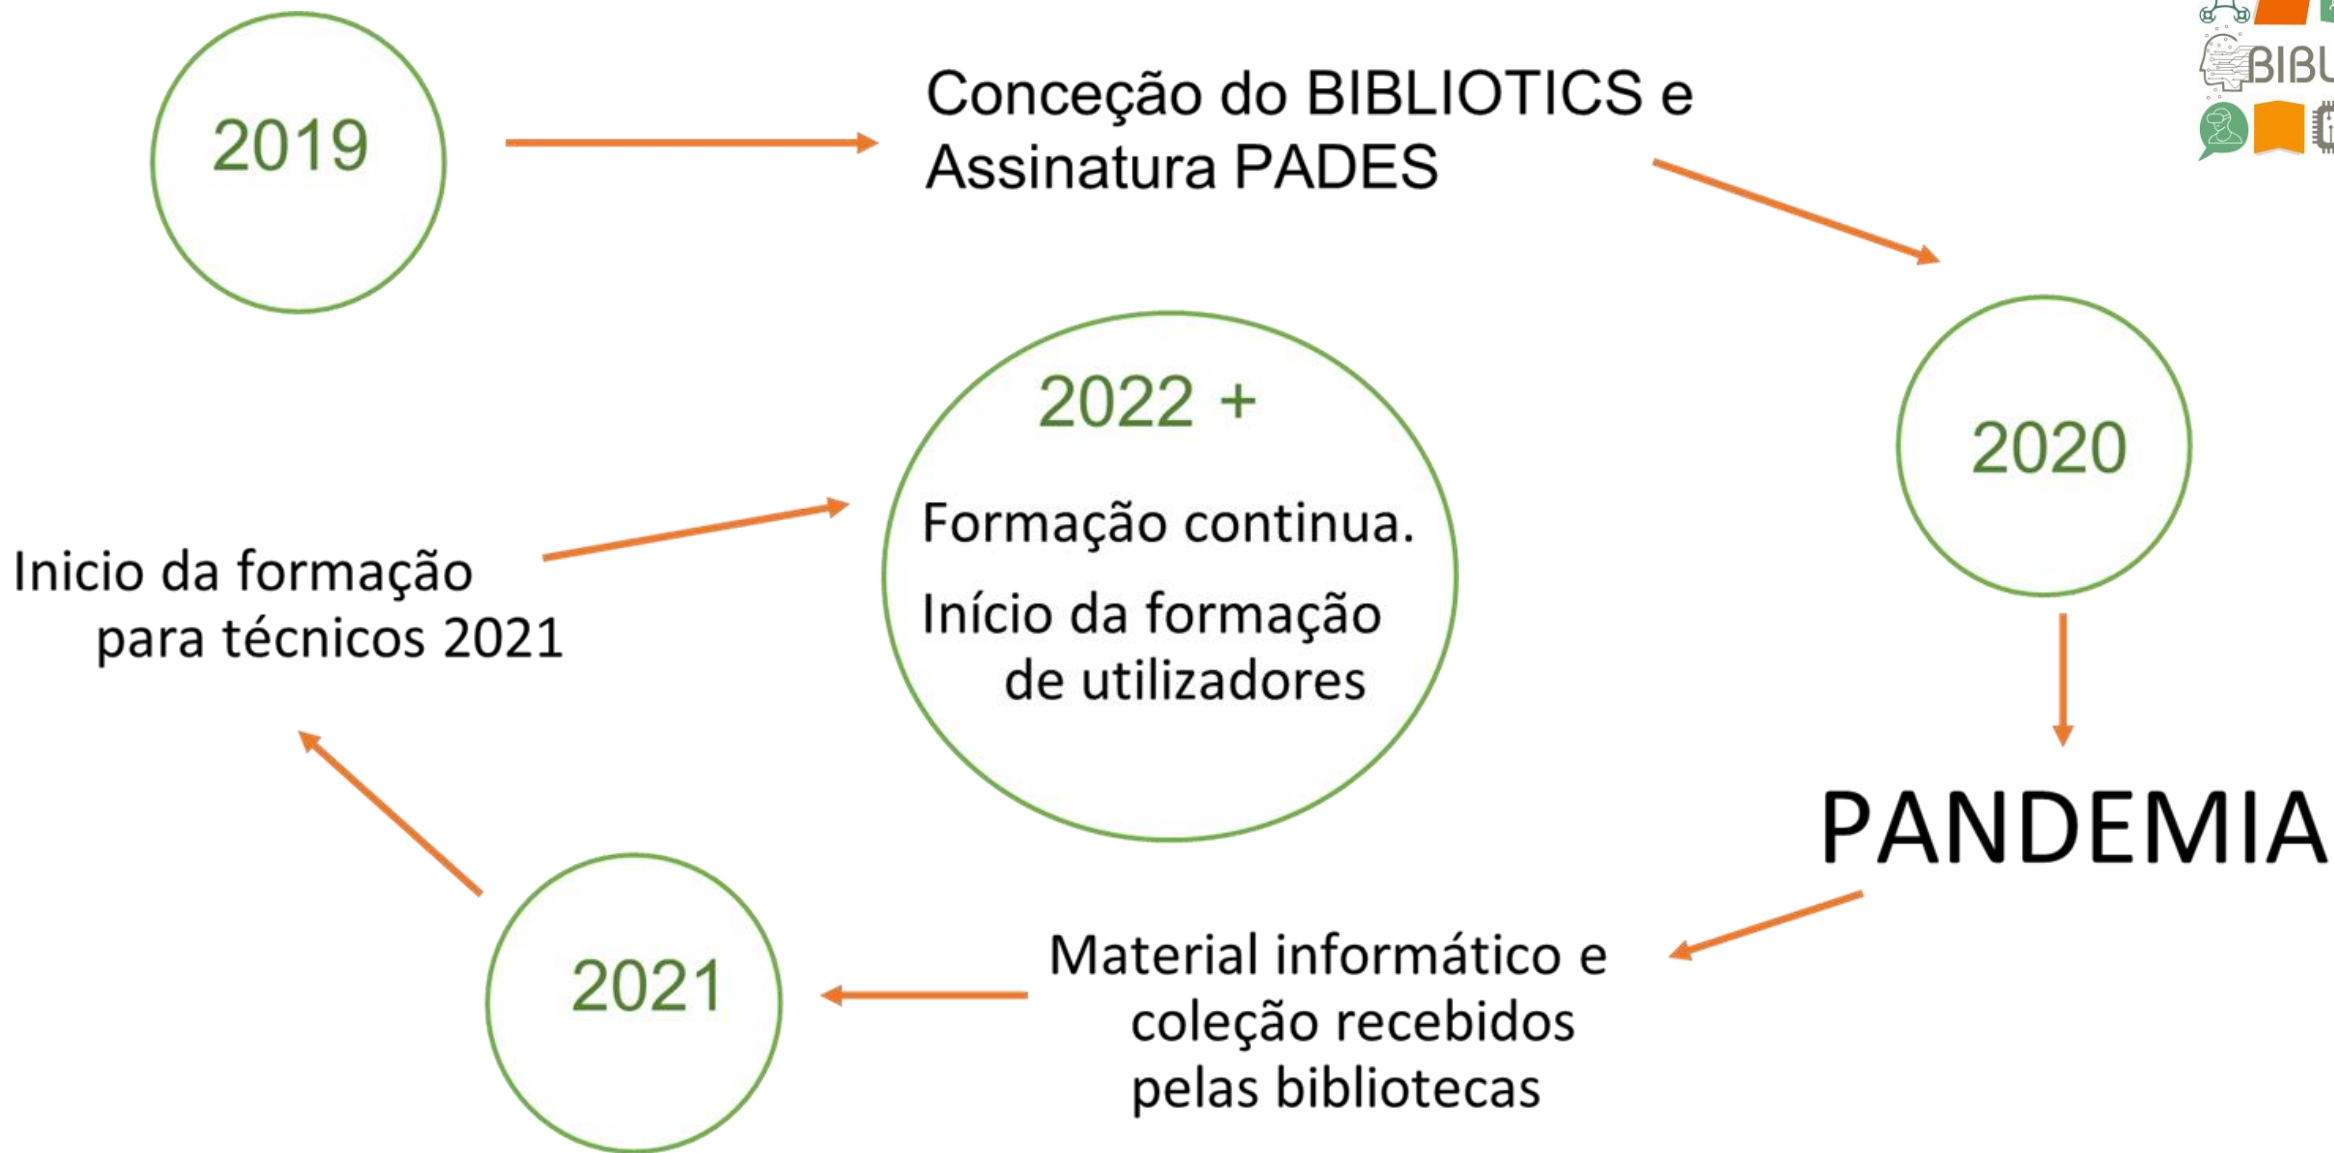 2019
Conceção do BIBLIOTICS e
Assinatura PADES
2020
PANDEMIA
Material informático e
coleção recebidos
pelas bibliotecas
2021
Inicio da formação
para técnicos 2021
2022 +
Formação continua.
Início da formação
de utilizadores